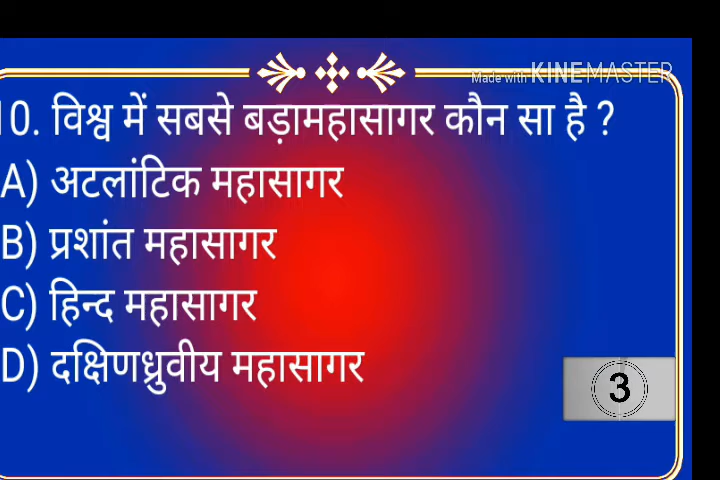 Made with KINEMASTER
10. विश्व में सबसे बड़ामहासागर कौन सा है ?
A) अटलांटिक महासागर
B) प्रशांत महासागर
C) हिन्द महासागर
D) दक्षिणध्रुवीय महासागर
3